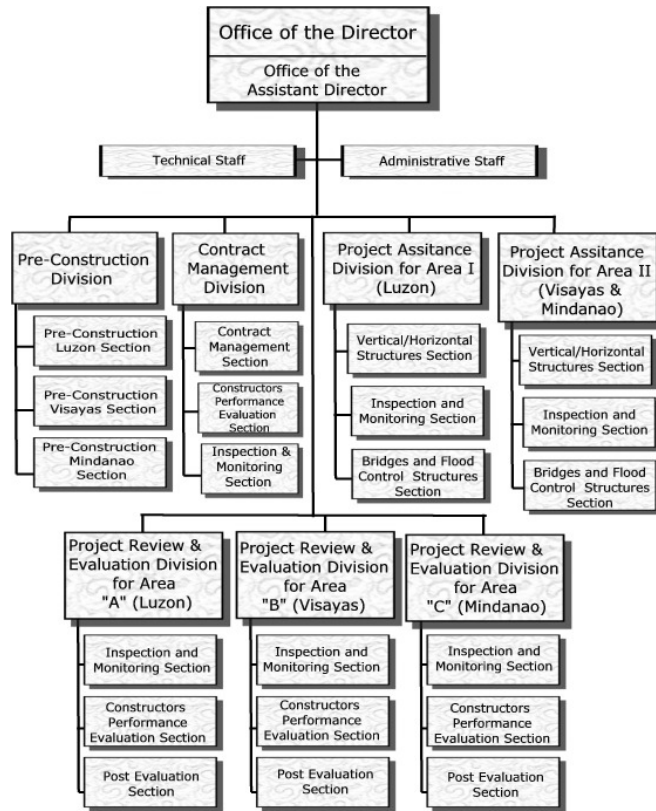 Office of the Director
Office of the
Assistant Director
Technical Staff
Administrative Staff
Pre-Construction
Division
Pre-Construction
Luzon Section
Pre-Construction
Visayas Section
Pre-Construction
Mindanao
Section
Contract
Management
Division
Contract
Management
Section
Constructors
Performance
Evaluation
Section
Inspection &
Monitoring
Section
Project Assitance
Division for Area I
(Luzon)
Vertical/Horizontal
Structures Section
Inspection and
Monitoring Section
Bridges and Flood
Control Structures
Section
Project Assitance
Division for Area II
(Visayas &
Mindanao)
Vertical/Horizontal
Structures Section
Inspection and
Monitoring Section
Bridges and Flood
Control Structures
Section
Project Review &
Evaluation Division
for Area
"A" (Luzon)
Inspection and
Monitoring Section
Constructors
Performance
Evaluation Section
Post Evaluation
Section
Project Review &
Evaluation Division
for Area
"B" (Visayas)
Inspection and
Monitoring Section
Constructors
Performance
Evaluation Section
Post Evaluation
Section
Project Review &
Evaluation Division
for Area
"C" (Mindanao)
Inspection and
Monitoring Section
Constructors
Performance
Evaluation Section
Post Evaluation
Section